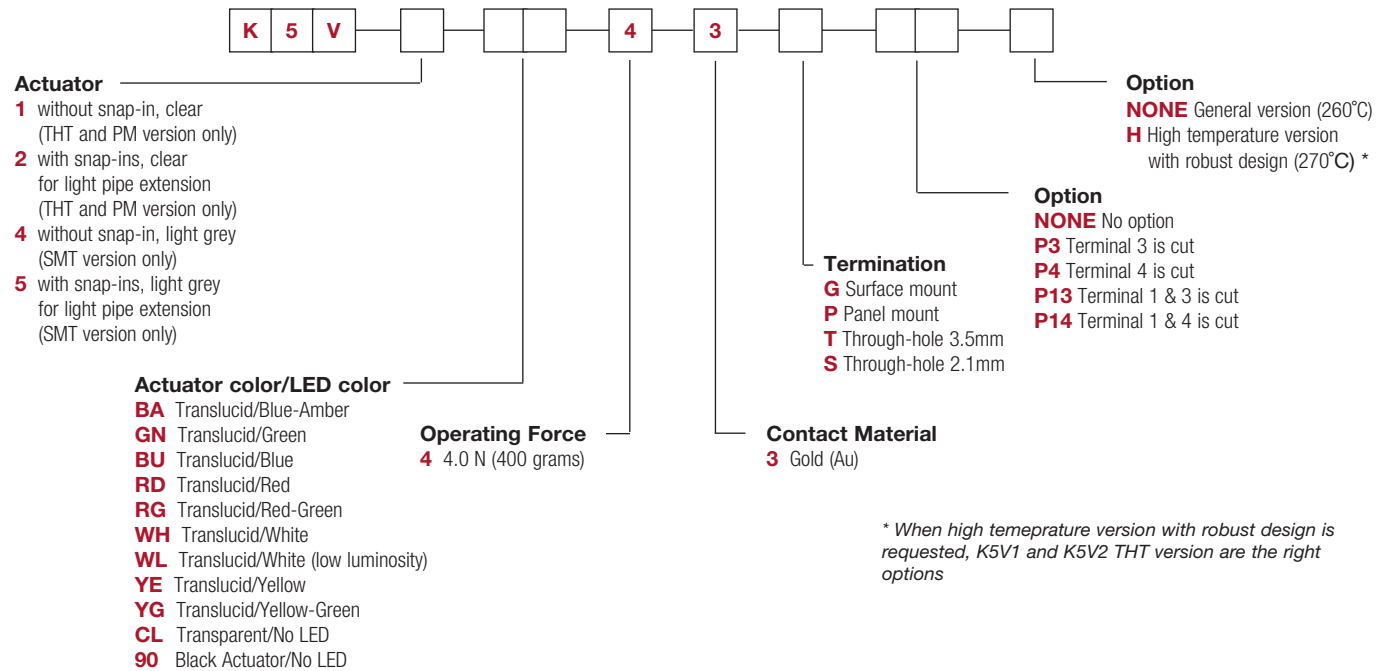 K 5 V 4 3
Actuator
1 without snap-in, clear
(THT and PM version only)
2 with snap-ins, clear
for light pipe extension
(THT and PM version only)
4 without snap-in, light grey
(SMT version only)
5 with snap-ins, light grey
for light pipe extension
(SMT version only)
Actuator color/LED color
BA Translucid/Blue-Amber
GN Translucid/Green
BU Translucid/Blue
RD Translucid/Red
RG Translucid/Red-Green
WH Translucid/White
WL Translucid/White (low luminosity)
YE Translucid/Yellow
YG Translucid/Yellow-Green
CL Transparent/No LED
90 Black Actuator/No LED
Operating Force
4 4.0 N (400 grams)
Contact Material
3 Gold (Au)
Termination
G Surface mount
P Panel mount
T Through-hole 3.5mm
S Through-hole 2.1mm
Option
NONE No option
P3 Terminal 3 is cut
P4 Terminal 4 is cut
P13 Terminal 1 & 3 is cut
P14 Terminal 1 & 4 is cut
Option
NONE General version (260°C)
H High temperature version
with robust design (270°C) *
* When high temeprature version with robust design is
requested, K5V1 and K5V2 THT version are the right
options